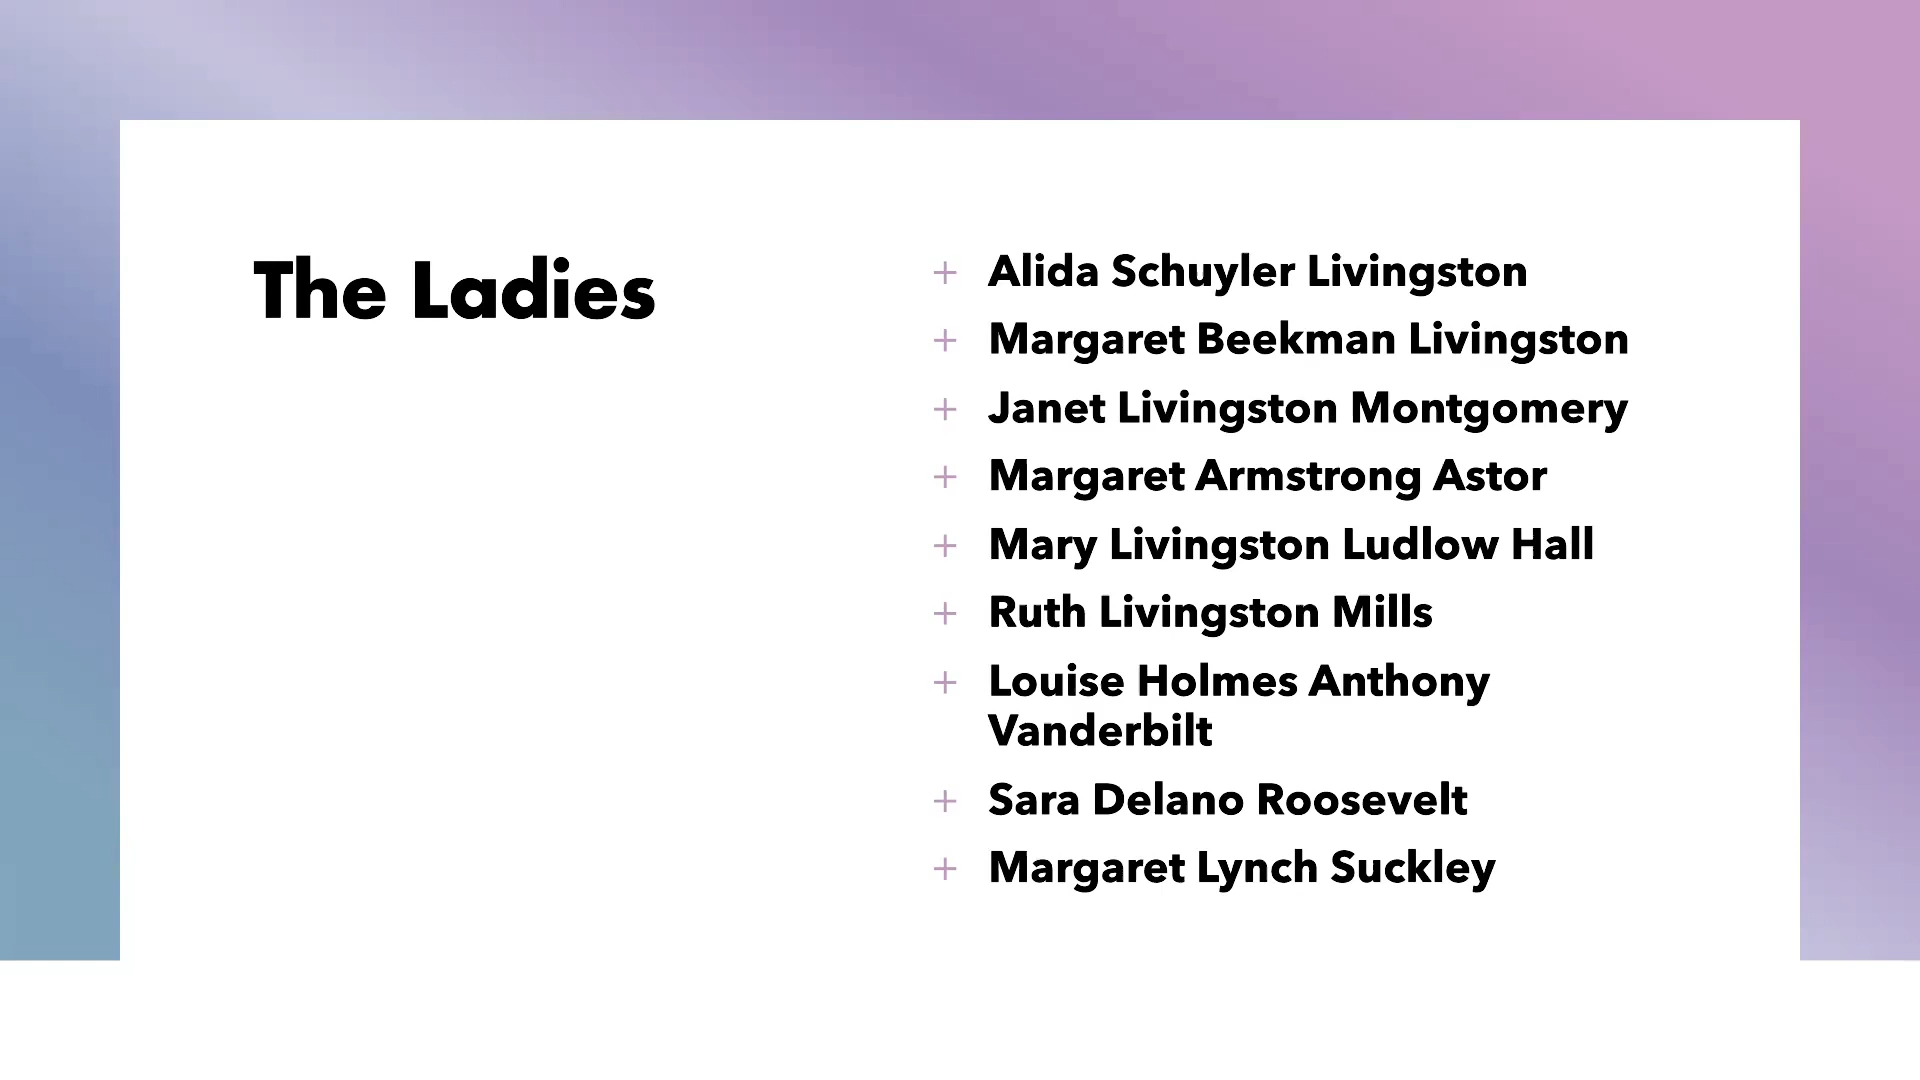 The Ladies
+ Alida Schuyler Livingston
+ Margaret Beekman Livingston
+ Janet Livingston Montgomery
+ Margaret Armstrong Astor
+ Mary Livingston Ludlow Hall
+ Ruth Livingston Mills
+ Louise Holmes Anthony
Vanderbilt
+ Sara Delano Roosevelt
+ Margaret Lynch Suckley